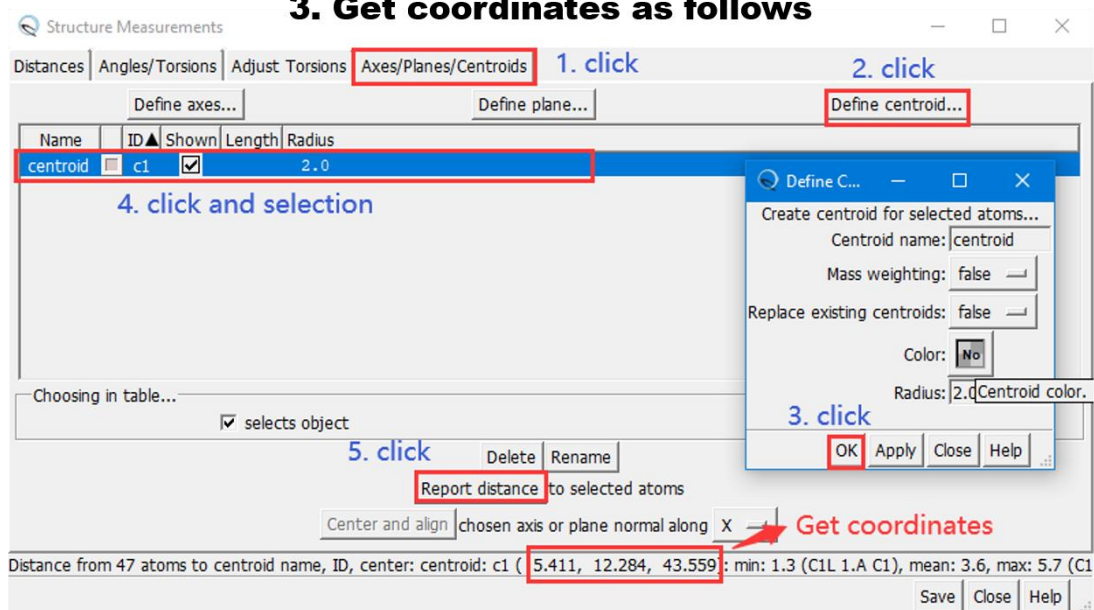 3. Get coordinates as follows
Structure Measurements
Distances Angles/Torsions Adjust Torsions Axes/Planes/Centroids 1. click
2. click
Define axes... Define plane... Define centroid...
Name ID▲ Shown Length Radius
centroid c1 2.0
4. click and selection
Define C...
Create centroid for selected atoms...
Centroid name: centroid
Mass weighting: false
Replace existing centroids: false
Color: No
Radius: 2.0 Centroid color.
3. click
OK Apply Close Help
Choosing in table...
selects object
5. click
Delete Rename
Report distance to selected atoms
Center and align chosen axis or plane normal along X
Get coordinates
Distance from 47 atoms to centroid name, ID, center: centroid: c1 ( 5.411, 12.284, 43.559): min: 1.3 (C1L 1.A C1), mean: 3.6, max: 5.7 (C1
Save Close Help